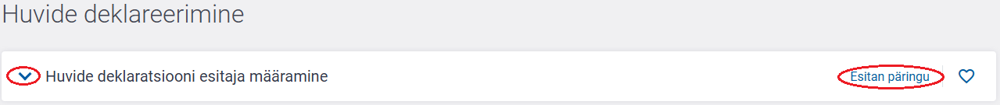 Huvide deklareerimine
Huvide deklaratsiooni esitaja määramine Esitan päringu